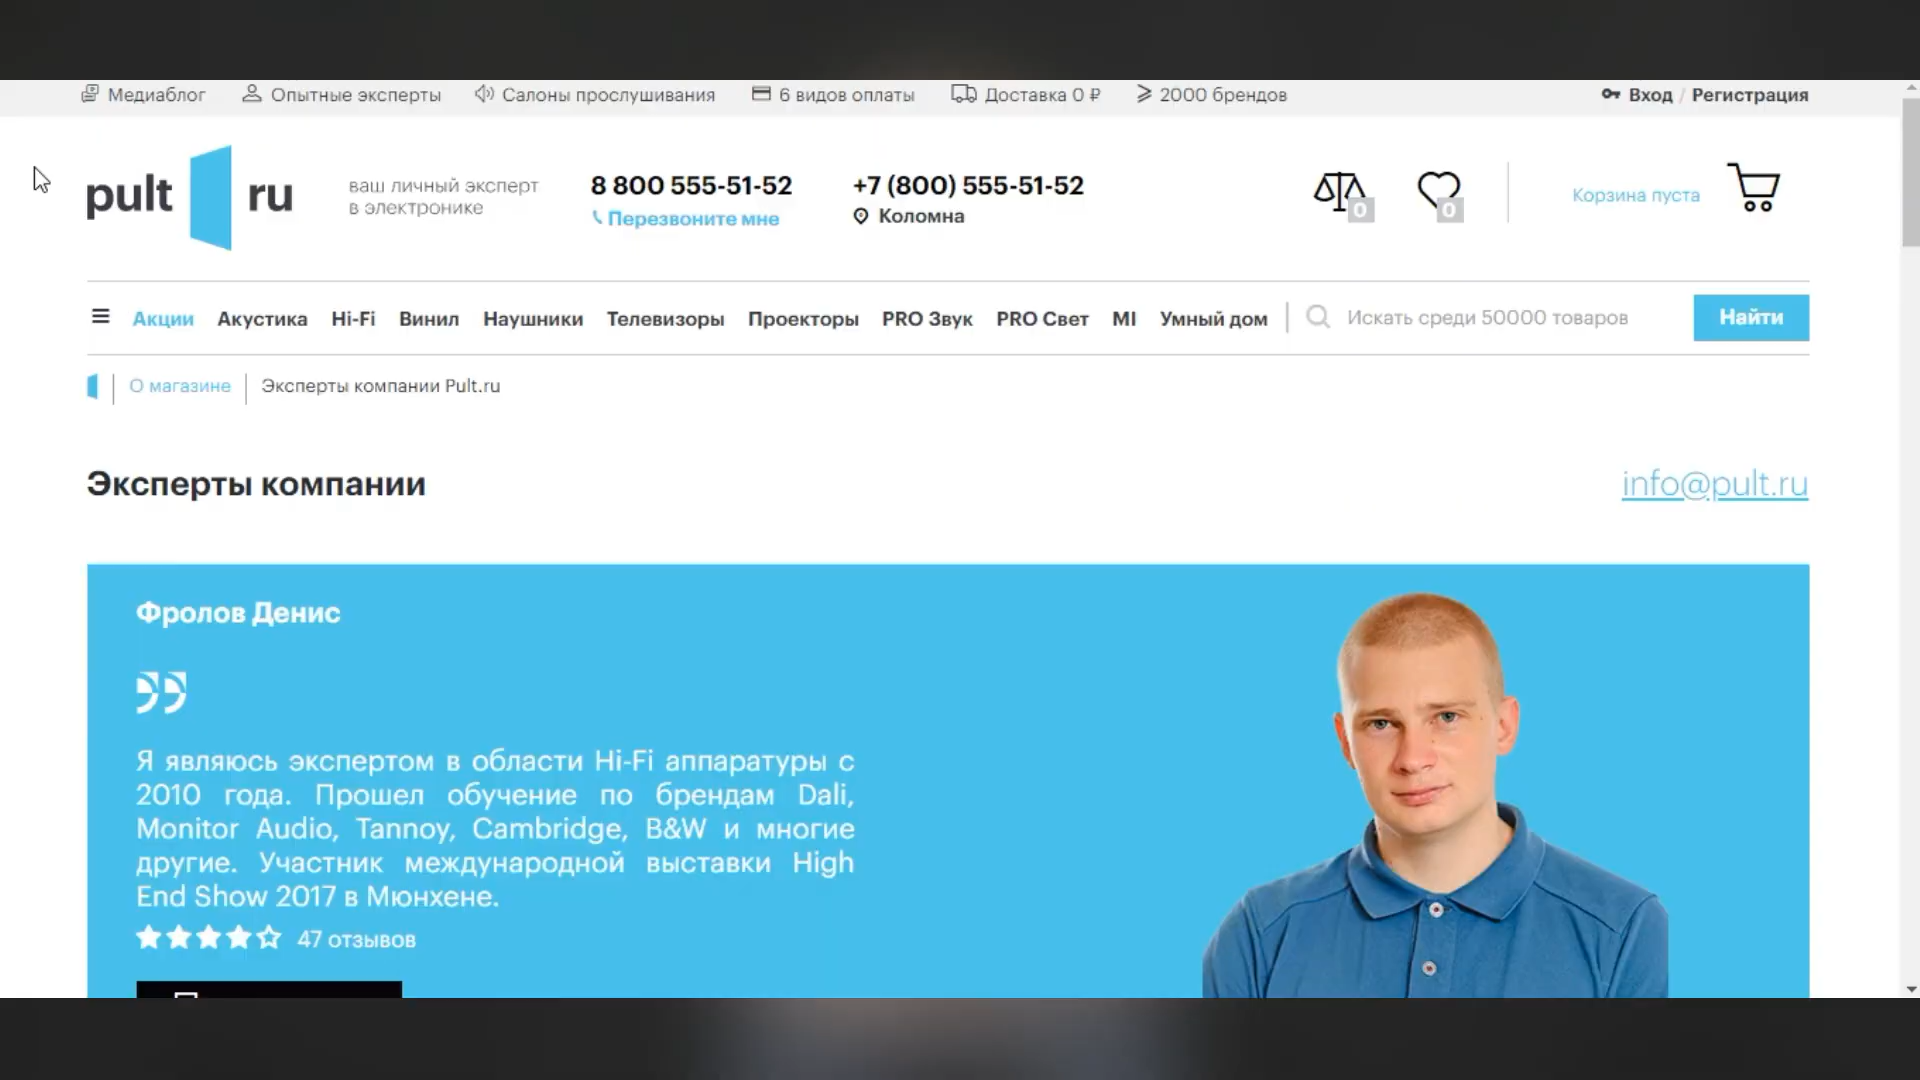 Медиаблог Опытные эксперты Салоны прослушивания 6 видов оплаты Доставка 0 ₽ 2000 брендов Вход / Регистрация
pult ru
ваш личный эксперт
в электронике
8 800 555-51-52
Перезвоните мне
+7 (800) 555-51-52
Коломна
0
0
Корзина пуста
Акции Акустика Hi-Fi Винил Наушники Телевизоры Проекторы PRO Звук PRO Свет MI Умный дом Искать среди 50000 товаров Найти
О магазине Эксперты компании Pult.ru
Эксперты компании
info@pult.ru
Фролов Денис
Я являюсь экспертом в области Hi-Fi аппаратуры с
2010 года. Прошел обучение по брендам Dali,
Monitor Audio, Tannoy, Cambridge, B&W и многие
другие. Участник международной выставки High
End Show 2017 в Мюнхене.
47 отзывов